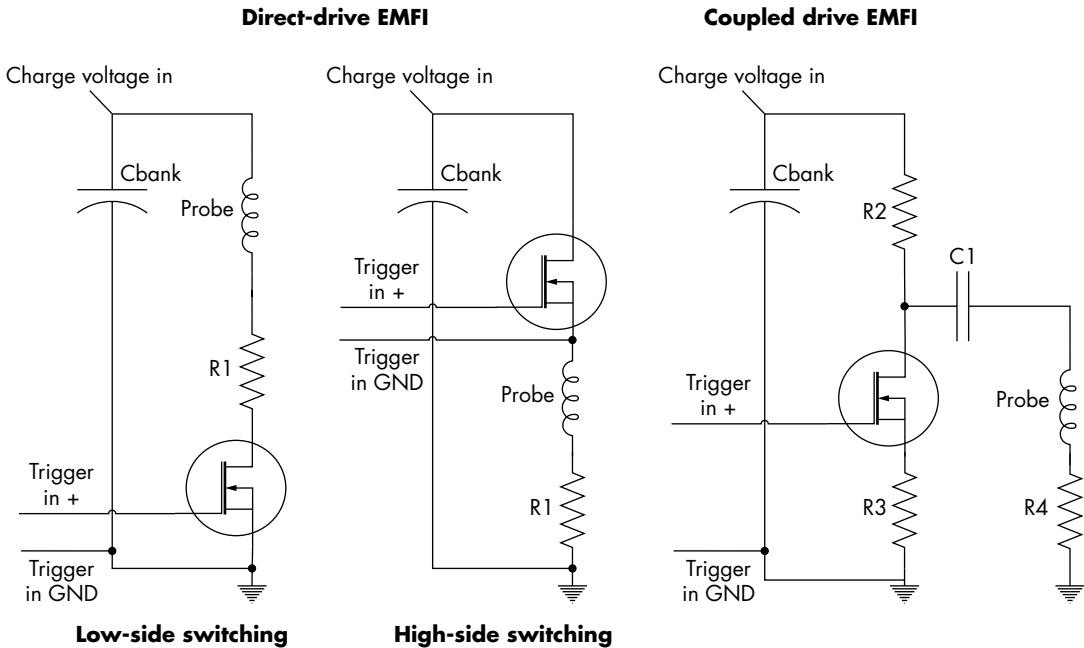 Direct-drive EMFI
Coupled drive EMFI
Charge voltage in
Cbank
Probe
R1
Trigger
in +
Trigger
in GND
Low-side switching
Charge voltage in
Cbank
Trigger
in +
Trigger
in GND
Probe
R1
High-side switching
Charge voltage in
Cbank
R2
C1
Trigger
in +
Probe
R3
R4
Trigger
in GND